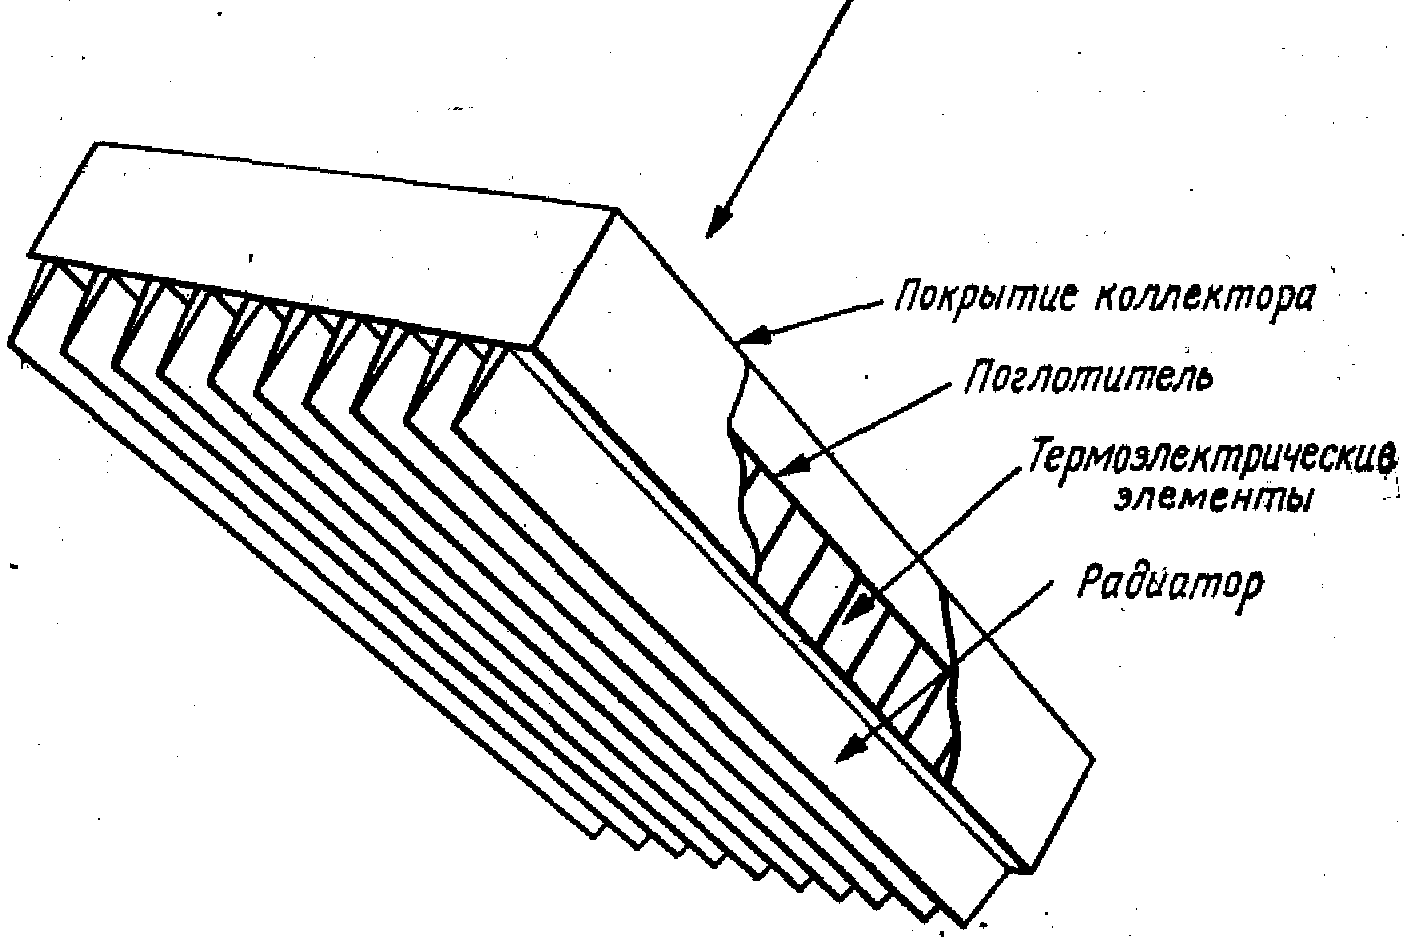 Покрытие коллектора
Поглотитель
Термоэлектрические
элементы
Радиатор